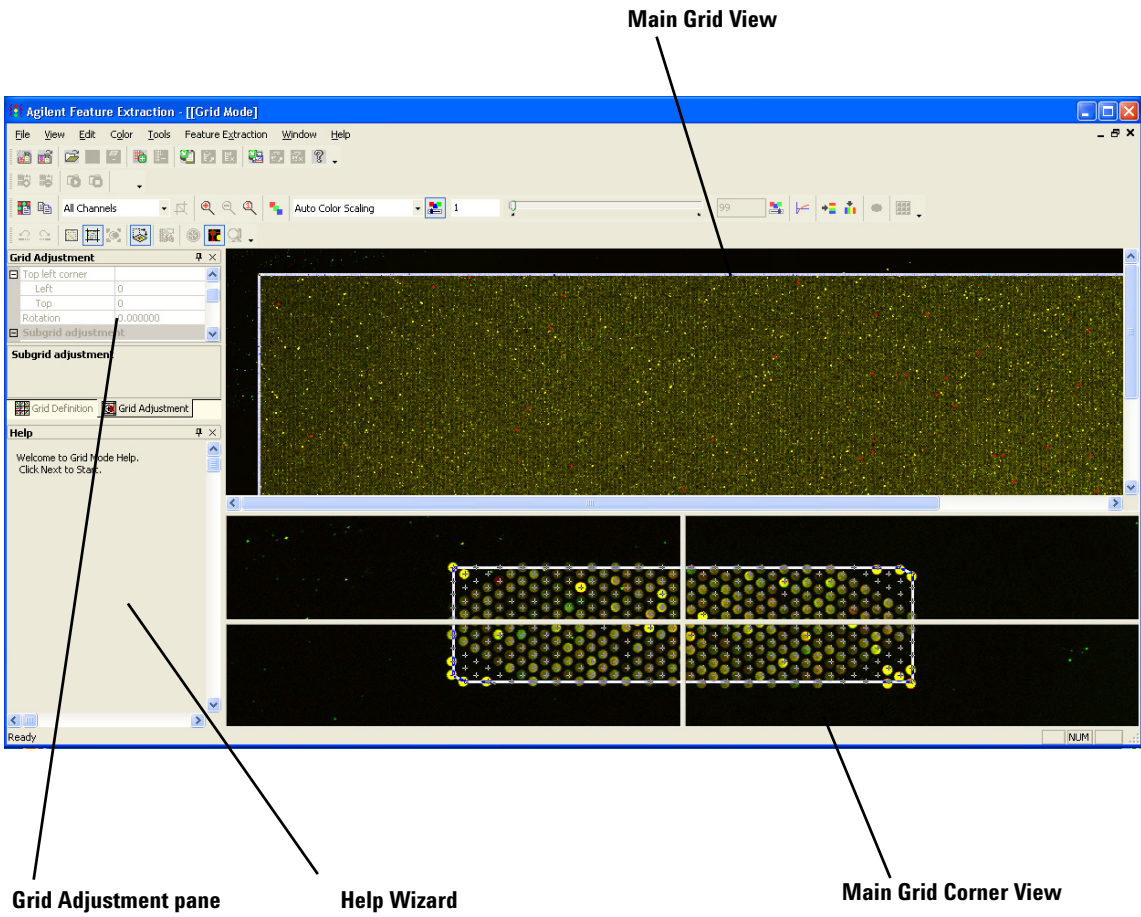 Main Grid View
Agilent Feature Extraction - [[Grid Mode]
File View Edit Color Tools Feature Extraction Window Help
All Channels
Auto Color Scaling
1
99
Grid Adjustment
Top left corner
Left 0
Top 0
Rotation 0.000000
Subgrid adjustment
Subgrid adjustment
Grid Definition Grid Adjustment
Help
Welcome to Grid Mode Help.
Click Next to Start.
Ready
NUM
Grid Adjustment pane
Help Wizard
Main Grid Corner View